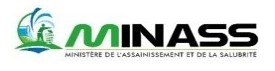 MINASS
MINISTÈRE DE L'ASSAINISSEMENT ET DE LA SALUBRITÉ